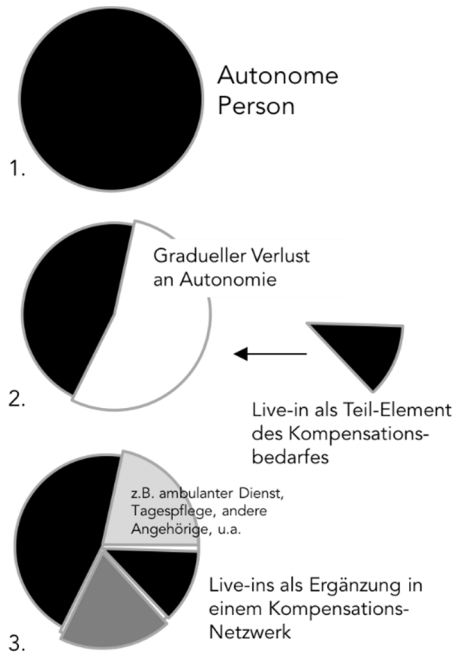 Autonome
Person
1.
Gradueller Verlust
an Autonomie
2.
Live-in als Teil-Element
des Kompensations-
bedarfes
z.B. ambulanter Dienst,
Tagespflege, andere
Angehörige, u.a.
Live-ins als Ergänzung in
einem Kompensations-
Netzwerk
3.